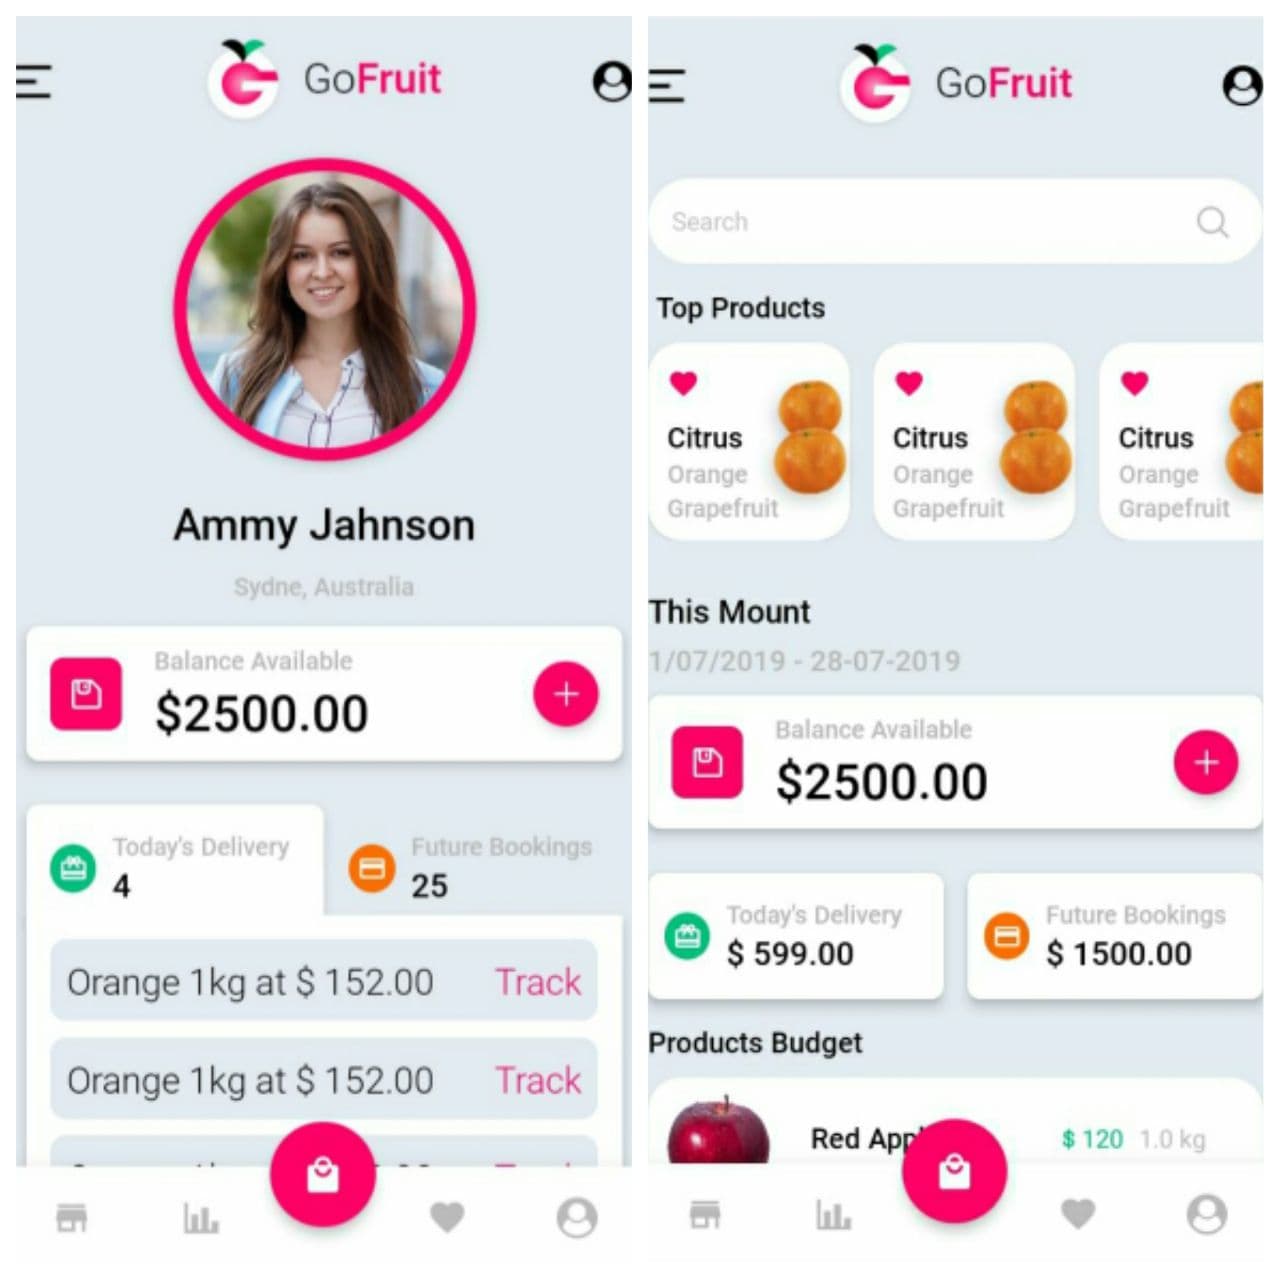 GoFruit
Ammy Jahnson
Sydne, Australia
Balance Available
$2500.00
Today's Delivery
4
Future Bookings
25
Orange 1kg at $ 152.00
Track
Orange 1kg at $ 152.00
Track
GoFruit
Search
Top Products
Citrus
Orange
Grapefruit
Citrus
Orange
Grapefruit
Citrus
Orange
Grapefruit
This Mount
1/07/2019 - 28-07-2019
Balance Available
$2500.00
Today's Delivery
$ 599.00
Future Bookings
$ 1500.00
Products Budget
Red
$ 120
1.0 kg